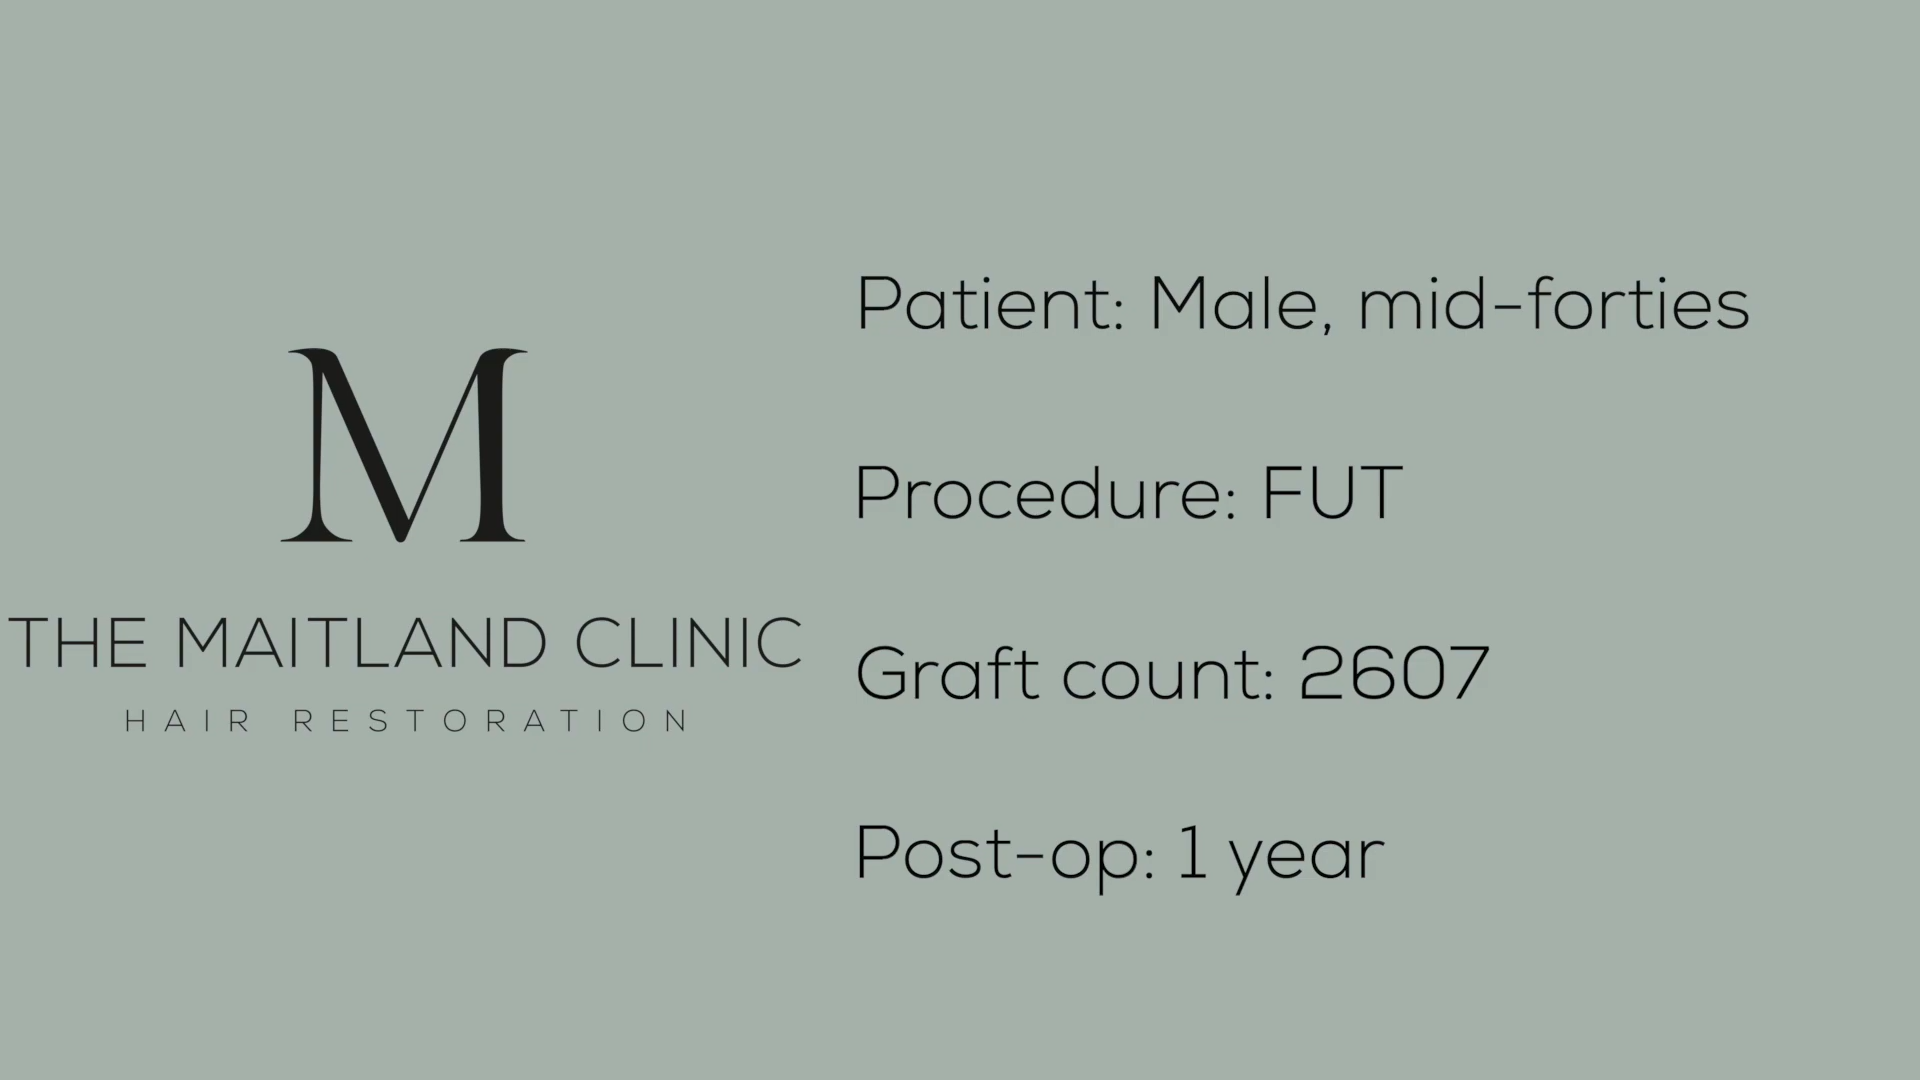 M
THE MAITLAND CLINIC
HAIR RESTORATION
Patient: Male, mid-forties
Procedure: FUT
Graft count: 2607
Post-op: 1 year